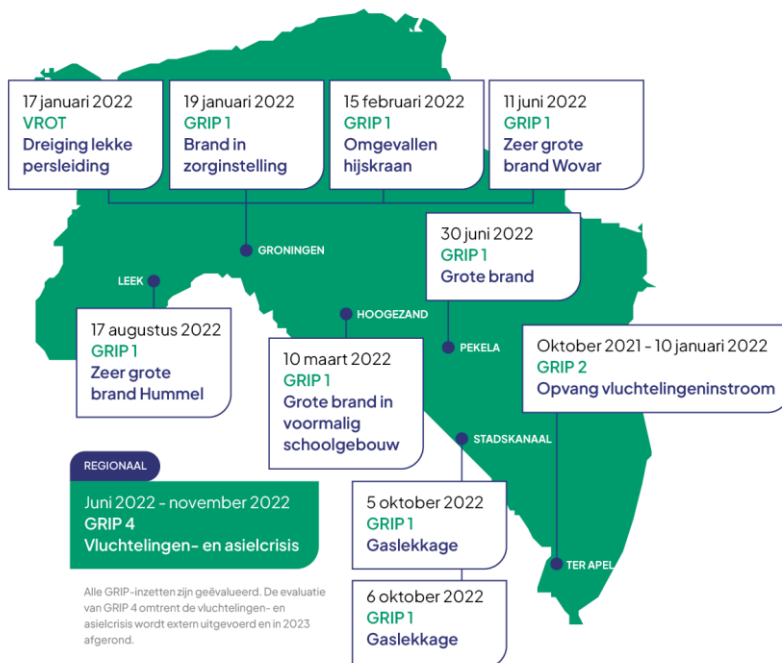 17 januari 2022
VROT
Dreiging lekke
persleiding
19 januari 2022
GRIP 1
Brand in
zorginstelling
15 februari 2022
GRIP 1
Omgevallen
hijskraan
11 juni 2022
GRIP 1
Zeer grote
brand Wovar
30 juni 2022
GRIP 1
Grote brand
GRONINGEN
LEEK
HOOGEZAND
PEKELA
17 augustus 2022
GRIP 1
Zeer grote
brand Hummel
10 maart 2022
GRIP 1
Grote brand in
voormalig
schoolgebouw
Oktober 2021 - 10 januari 2022
GRIP 2
Opvang vluchtelingeninstroom
STADSKANAAL
REGIONAAL
Juni 2022 - november 2022
GRIP 4
Vluchtelingen- en asielcrisis
5 oktober 2022
GRIP 1
Gaslekkage
TER APEL
6 oktober 2022
GRIP 1
Gaslekkage
Alle GRIP-inzetten zijn geëvalueerd. De evaluatie
van GRIP 4 omtrent de vluchtelingen- en
asielcrisis wordt extern uitgevoerd en in 2023
afgerond.